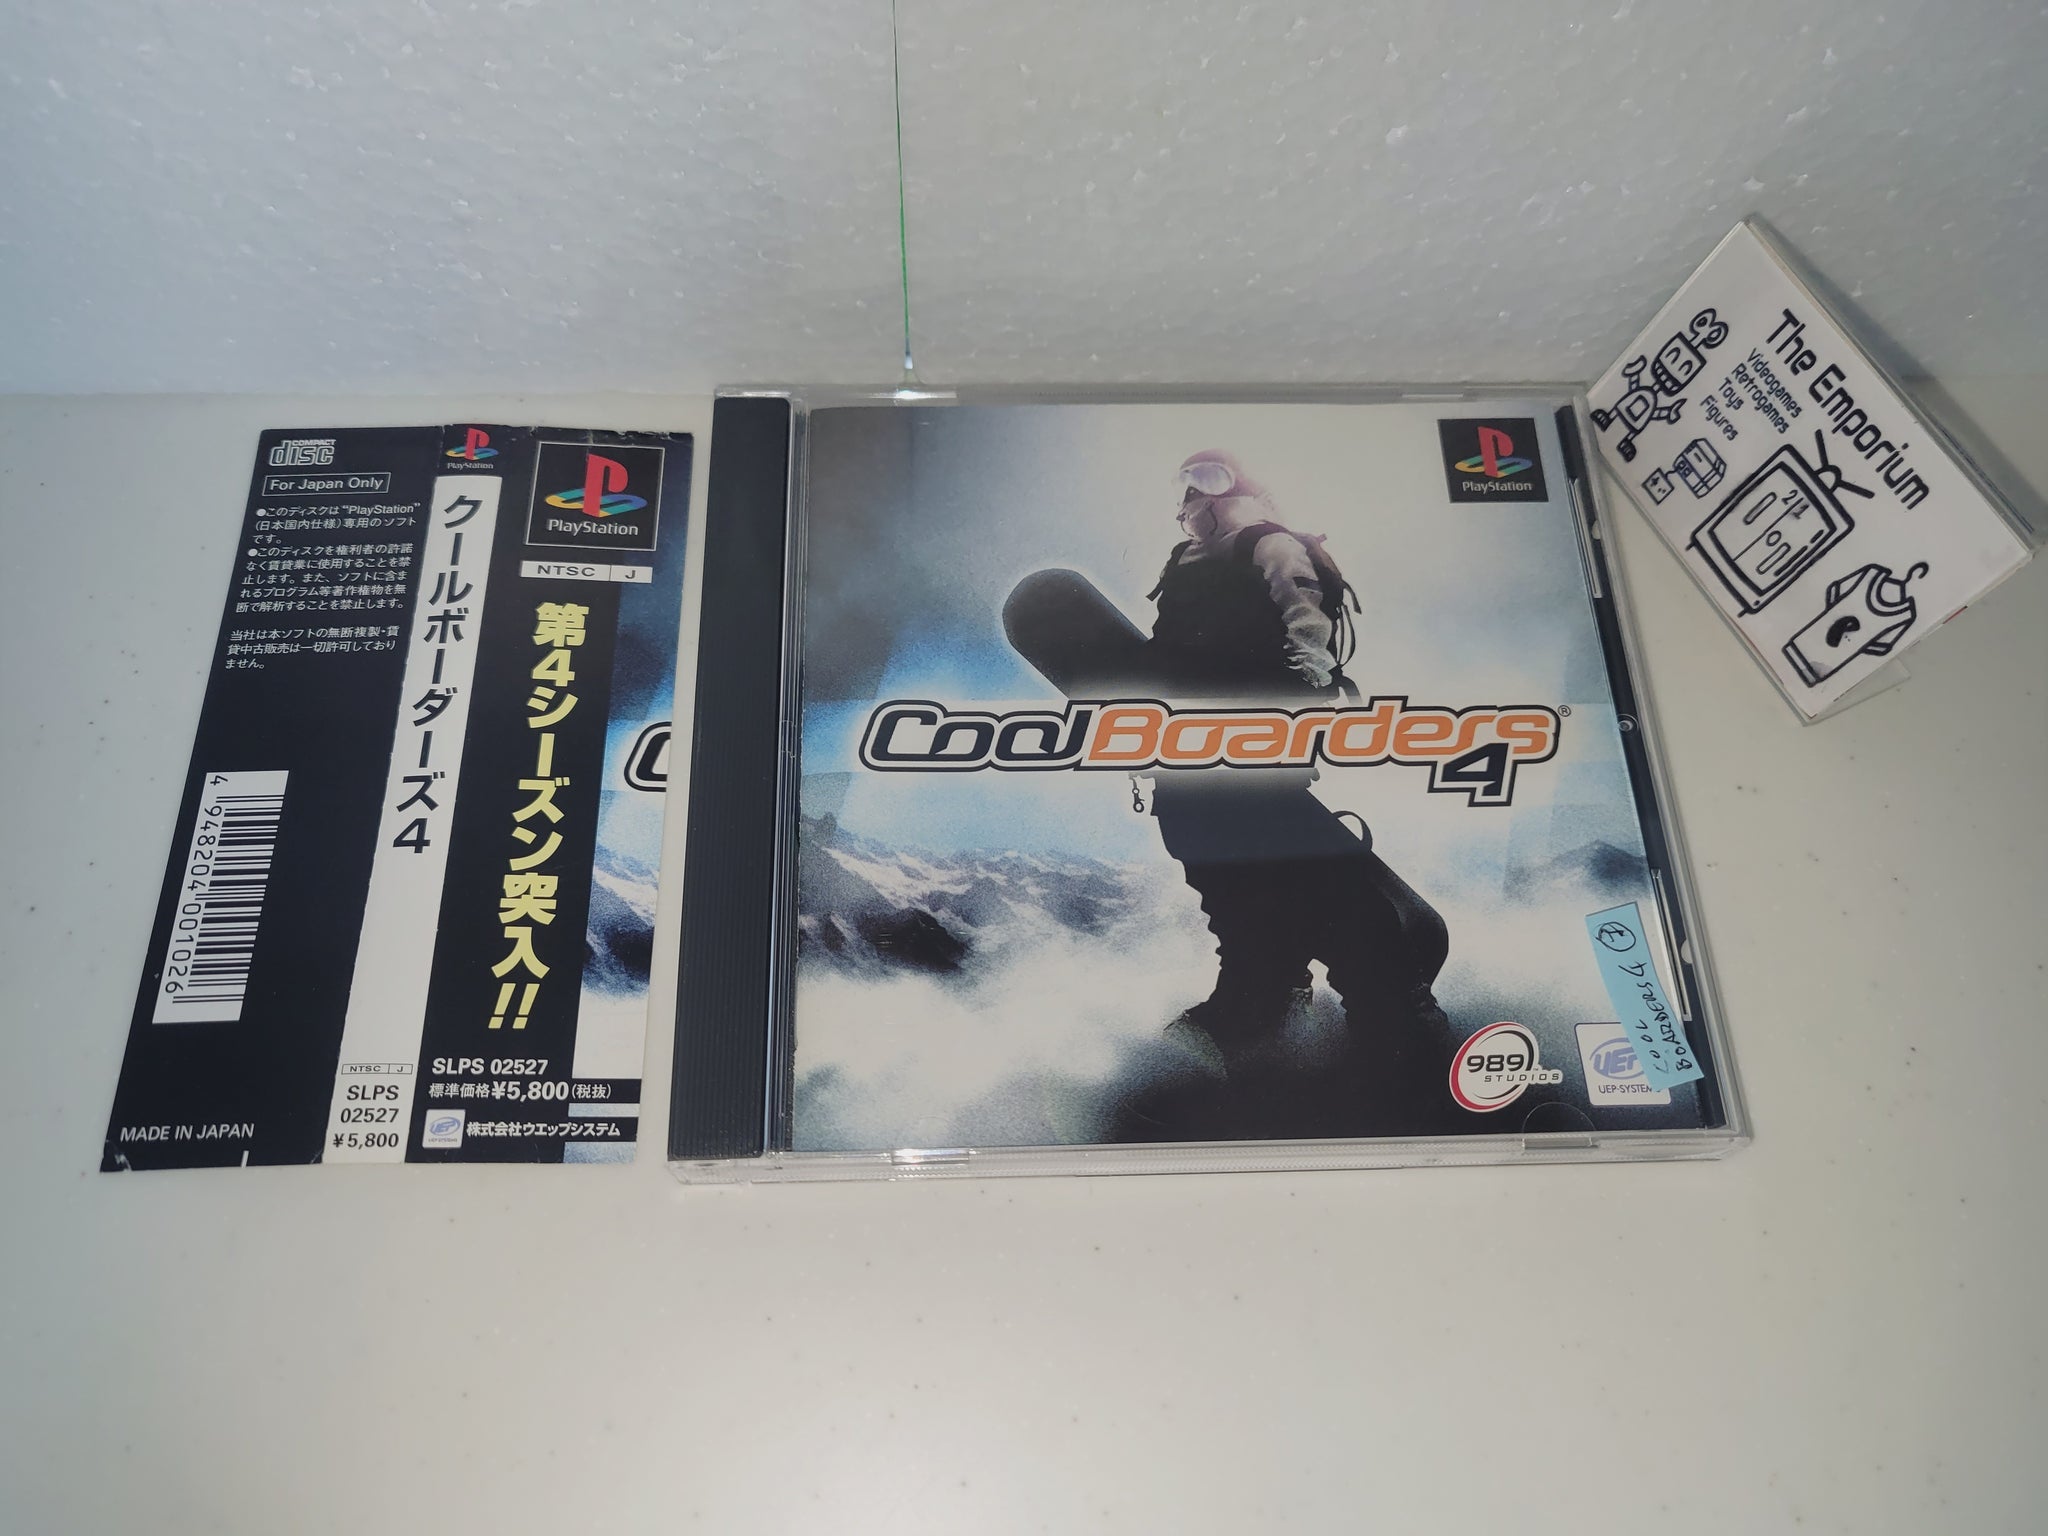 COMPACT
disc
For Japan Only
●このディスクは"PlayStation"
(日本国内仕様)専用のソフト
です。
●このディスクを権利者の許諾
なく賃貸業に使用することを禁
止します。また、ソフトに含ま
れるプログラム等著作権物を無
断で解析することを禁止します。
当社は本ソフトの無断複製・賃
貸中古販売は一切許可しており
ません。
4 948204 001026
MADE IN JAPAN
PlayStation
クールボーダーズ4
NTSC J
SLPS
02527
¥5,800
PlayStation
NTSC J
第4シーズン突入!!
SLPS 02527
標準価格¥5,800(税抜)
UEP
UEP-SYSTEMS
株式会社ウエップシステム
PlayStation
CoolBoarders®
4
989
STUDIOS
UEP
UEP-SYSTEM
COOL
BOARDERS 4
The Emporium
Videogames
Retrogames
Toys
Figures